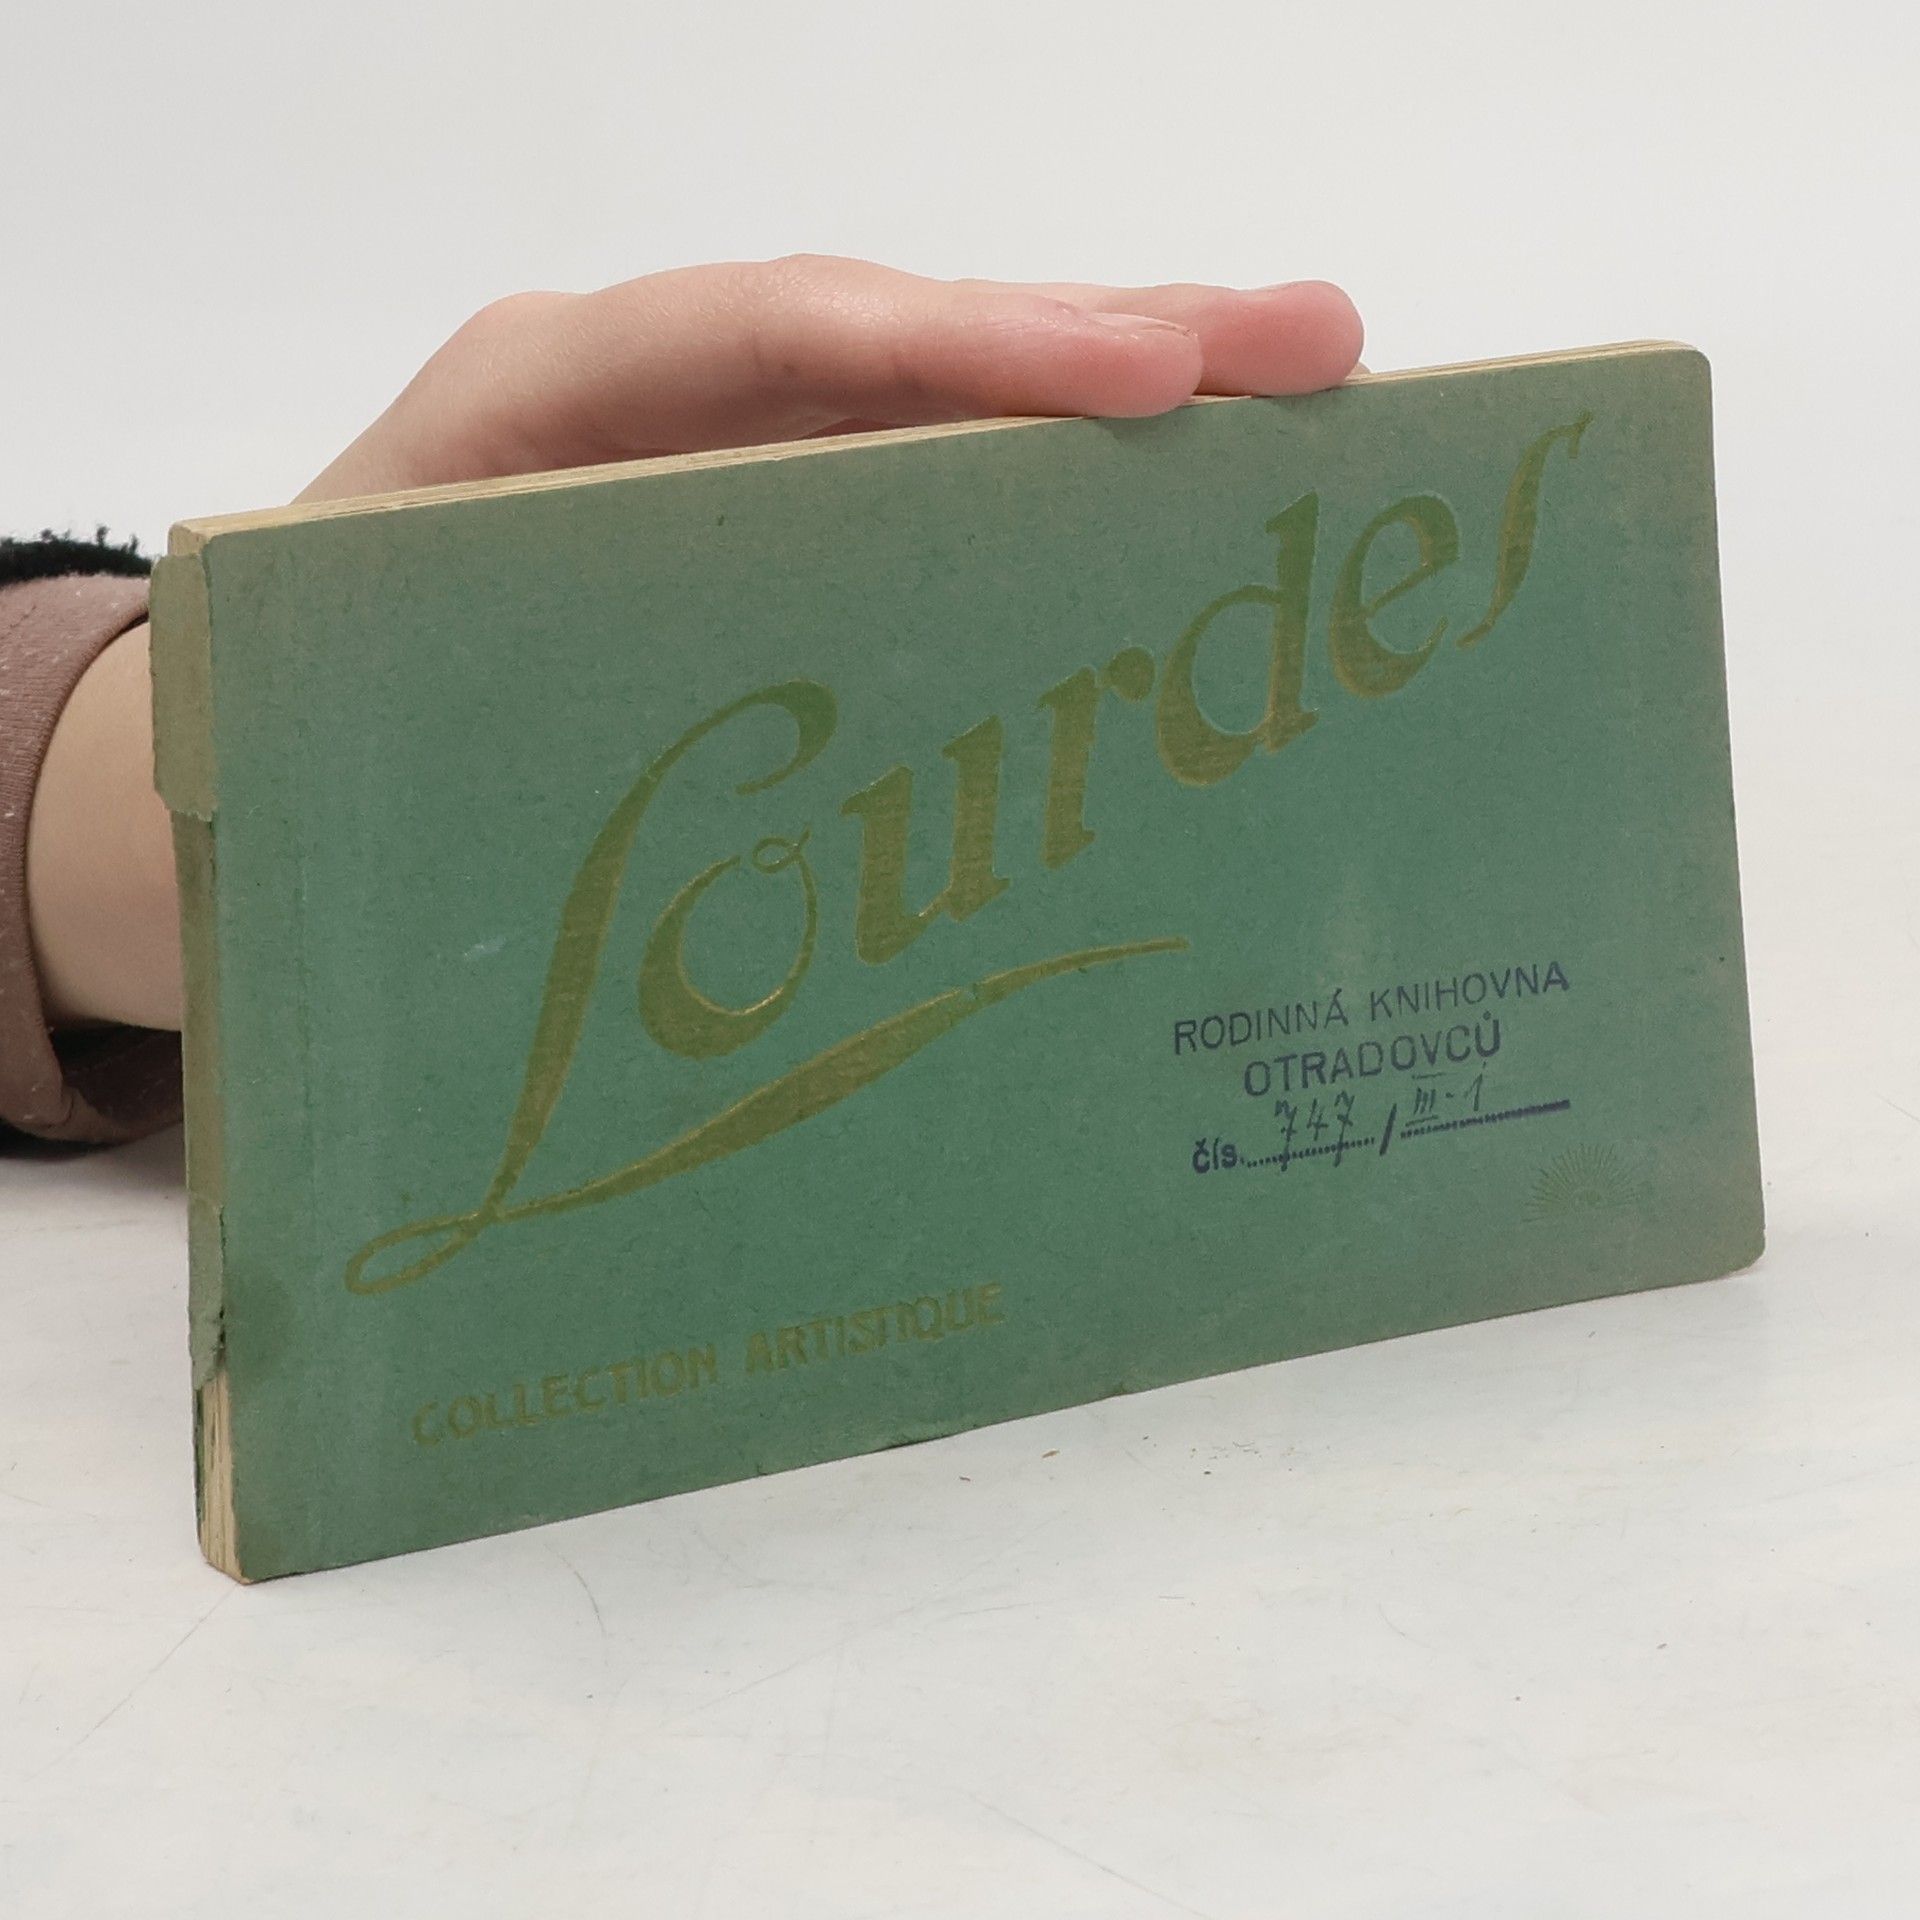 Lourdes
RODINNÁ KNIHOVNA
OTRADOVCŮ
čís. 747 / III - 1
COLLECTION ARTISTIQUE